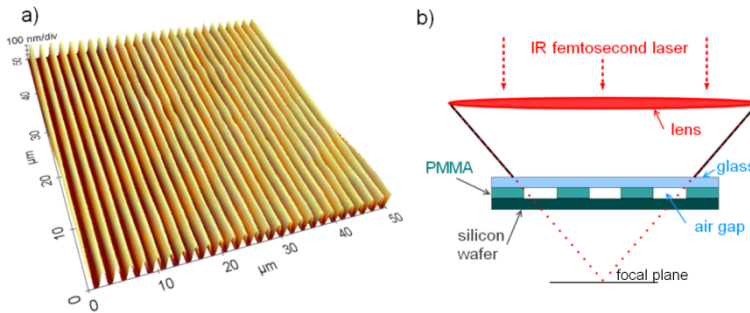 a)
100 nm/div
50
40
30
20
10
0
μm
0
10
20
30
40
50
μm
b)
IR femtosecond laser
lens
glass
PMMA
air gap
silicon
wafer
focal plane